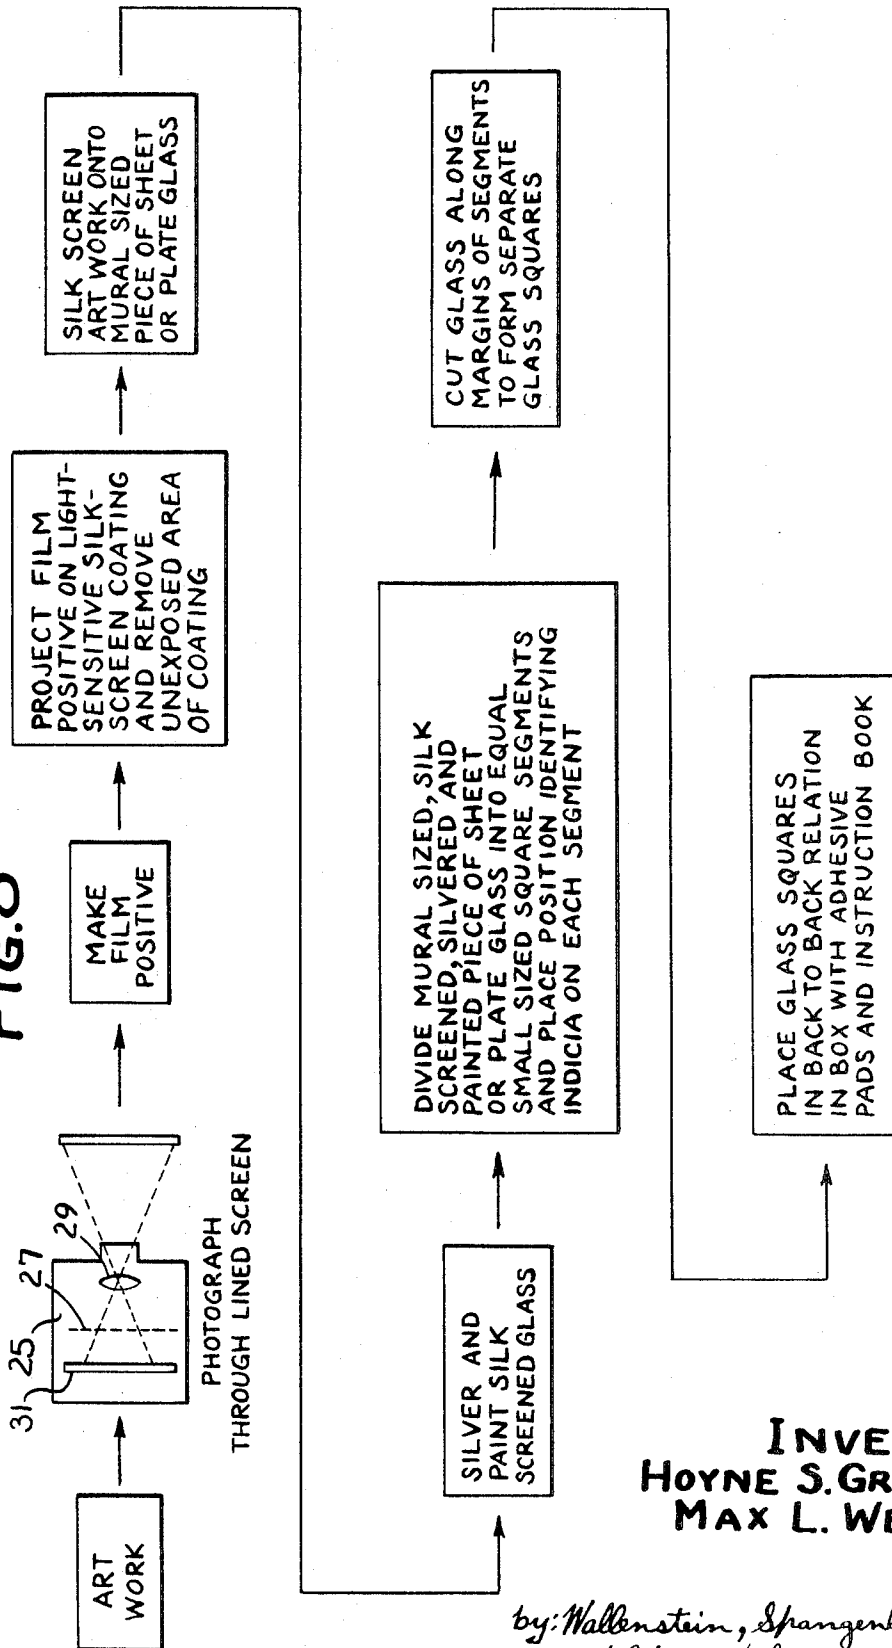 FIG.8
ART
WORK
31
25
27
29
PHOTOGRAPH
THROUGH LINED SCREEN
MAKE
FILM
POSITIVE
PROJECT FILM
POSITIVE ON LIGHT-
SENSITIVE SILK-
SCREEN COATING
AND REMOVE
UNEXPOSED AREA
OF COATING
SILK SCREEN
ART WORK ONTO
MURAL SIZED
PIECE OF SHEET
OR PLATE GLASS
SILVER AND
PAINT SILK
SCREENED GLASS
DIVIDE MURAL SIZED, SILK
SCREENED, SILVERED AND
PAINTED PIECE OF SHEET
OR PLATE GLASS INTO EQUAL
SMALL SIZED SQUARE SEGMENTS
AND PLACE POSITION IDENTIFYING
INDICIA ON EACH SEGMENT
CUT GLASS ALONG
MARGINS OF SEGMENTS
TO FORM SEPARATE
GLASS SQUARES
PLACE GLASS SQUARES
IN BACK TO BACK RELATION
IN BOX WITH ADHESIVE
PADS AND INSTRUCTION BOOK
INVE
HOYNE S. GR
MAX L. WE
by: Wallenstein, Spangenb